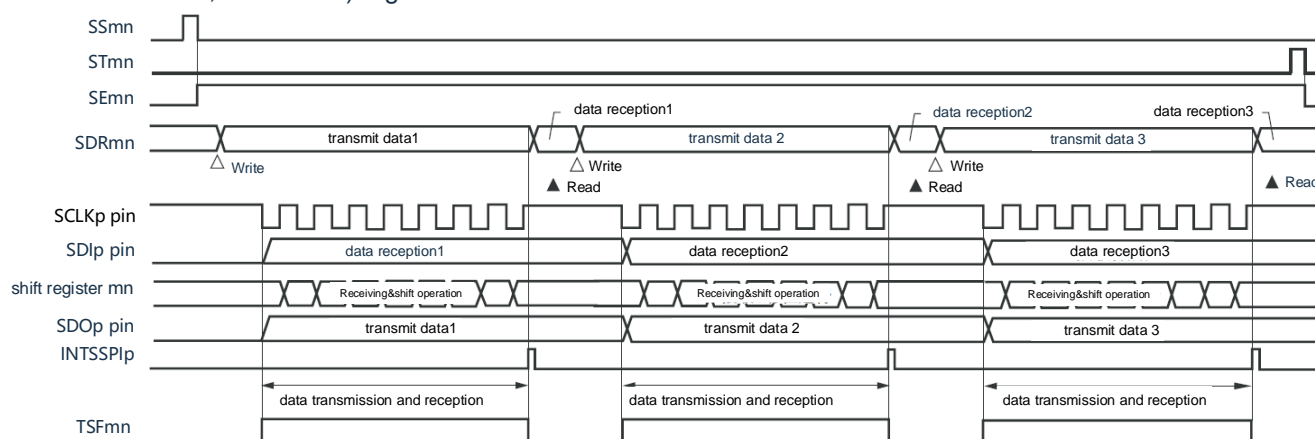 SSmn
STmn
SEmn
data reception1
data reception2
data reception3
SDRmn
transmit data1
transmit data 2
transmit data 3
Write
Write
Write
Read
Read
Read
SCLKp pin
SDIp pin
data reception1
data reception2
data reception3
shift register mn
Receiving&shift operation
Receiving&shift operation
Receiving&shift operation
SDOp pin
transmit data1
transmit data 2
transmit data 3
INTSSPIp
data transmission and reception
data transmission and reception
data transmission and reception
TSFmn